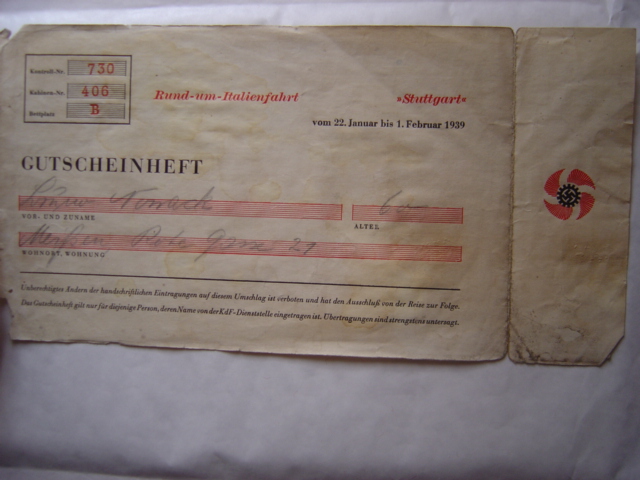 Kontroll-Nr. 730
Kabinen-Nr. 406
Bettplatz B
Rund-um-Italienfahrt »Stuttgart«
vom 22. Januar bis 1. Februar 1939
GUTSCHEINHEFT
Nowack
VOR- UND ZUNAME
ALTER
21
WOHNORT, WOHNUNG
Unberechtigtes Ändern der handschriftlichen Eintragungen auf diesem Umschlag ist verboten und hat den Ausschluß von der Reise zur Folge.
Das Gutscheinheft gilt nur für diejenige Person, deren Name von der KdF-Dienststelle eingetragen ist. Übertragungen sind strengstens untersagt.